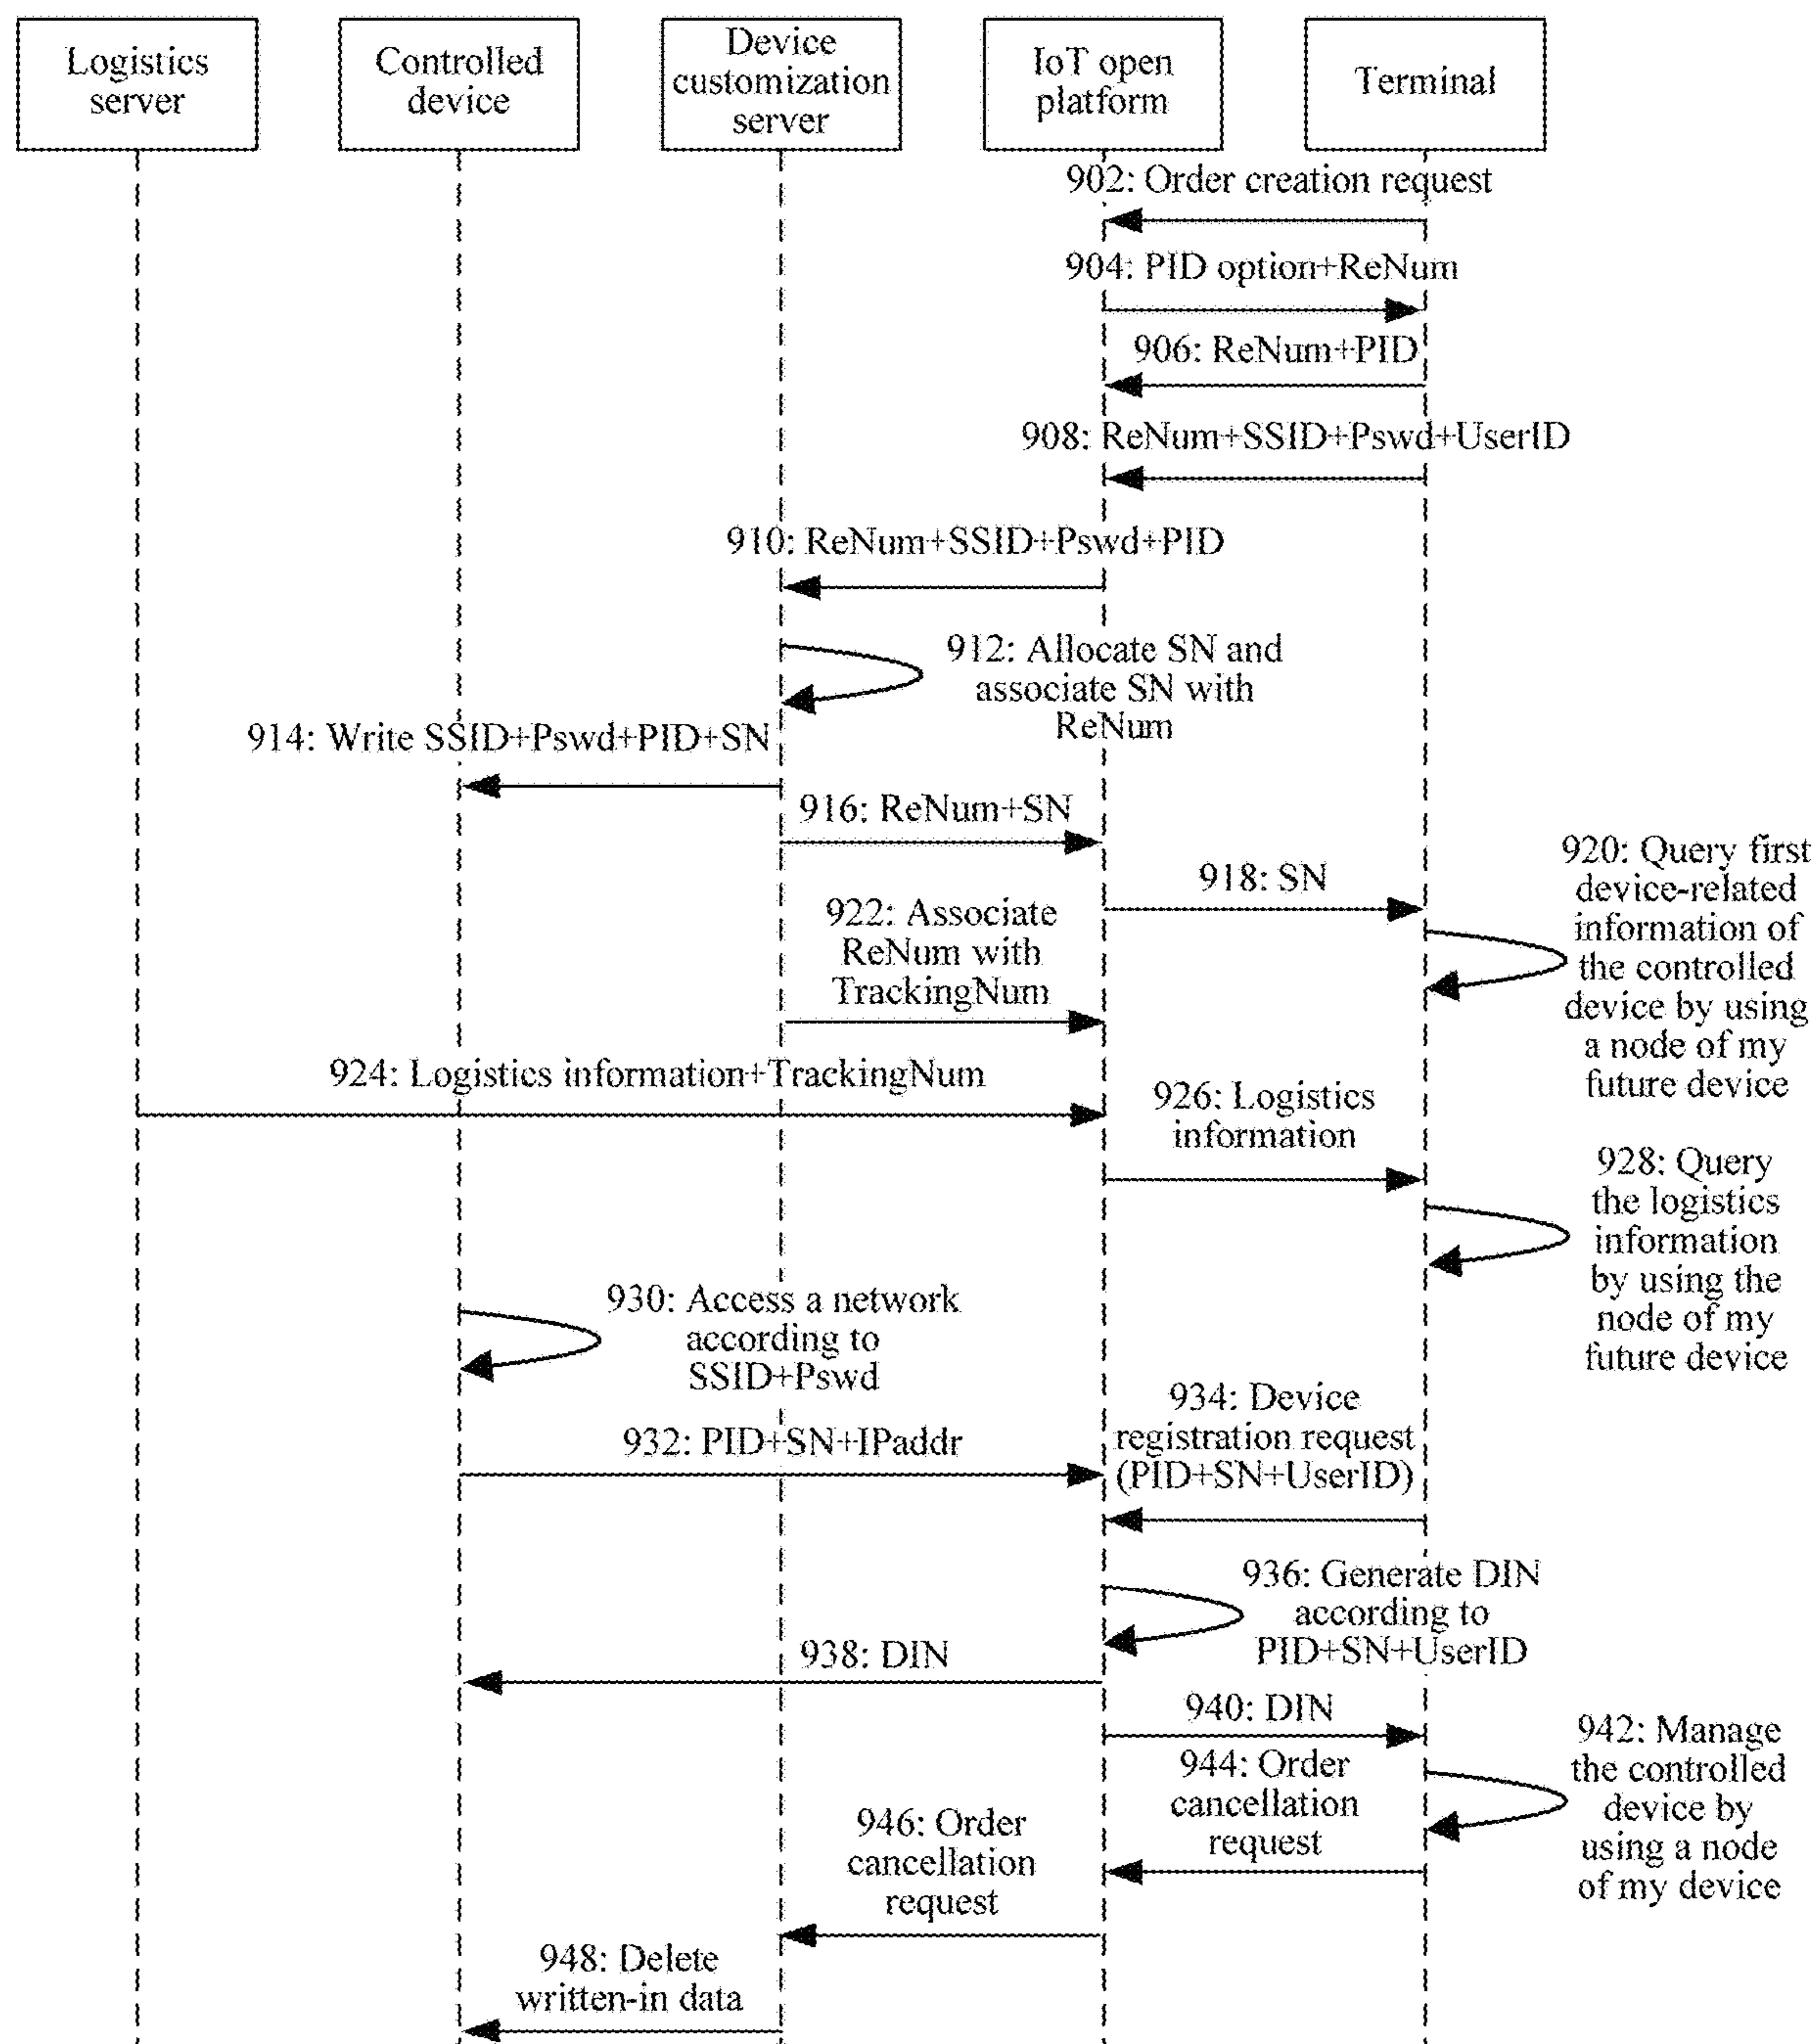 Logistics
server
Controlled
device
Device
customization
server
IoT open
platform
Terminal
902: Order creation request
904: PID option+ReNum
906: ReNum+PID
908: ReNum+SSID+Pswd+UserID
910: ReNum+SSID+Pswd+PID
912: Allocate SN and
associate SN with
ReNum
914: Write SSID+Pswd+PID+SN
916: ReNum+SN
918: SN
920: Query first
device-related
information of
the controlled
device by using
a node of my
future device
922: Associate
ReNum with
TrackingNum
924: Logistics information+TrackingNum
926: Logistics
information
928: Query
the logistics
information
by using the
node of my
future device
930: Access a network
according to
SSID+Pswd
932: PID+SN+IPaddr
934: Device
registration request
(PID+SN+UserID)
936: Generate DIN
according to
PID+SN+UserID
938: DIN
940: DIN
942: Manage
the controlled
device by
using a node
of my device
944: Order
cancellation
request
946: Order
cancellation
request
948: Delete
written-in data